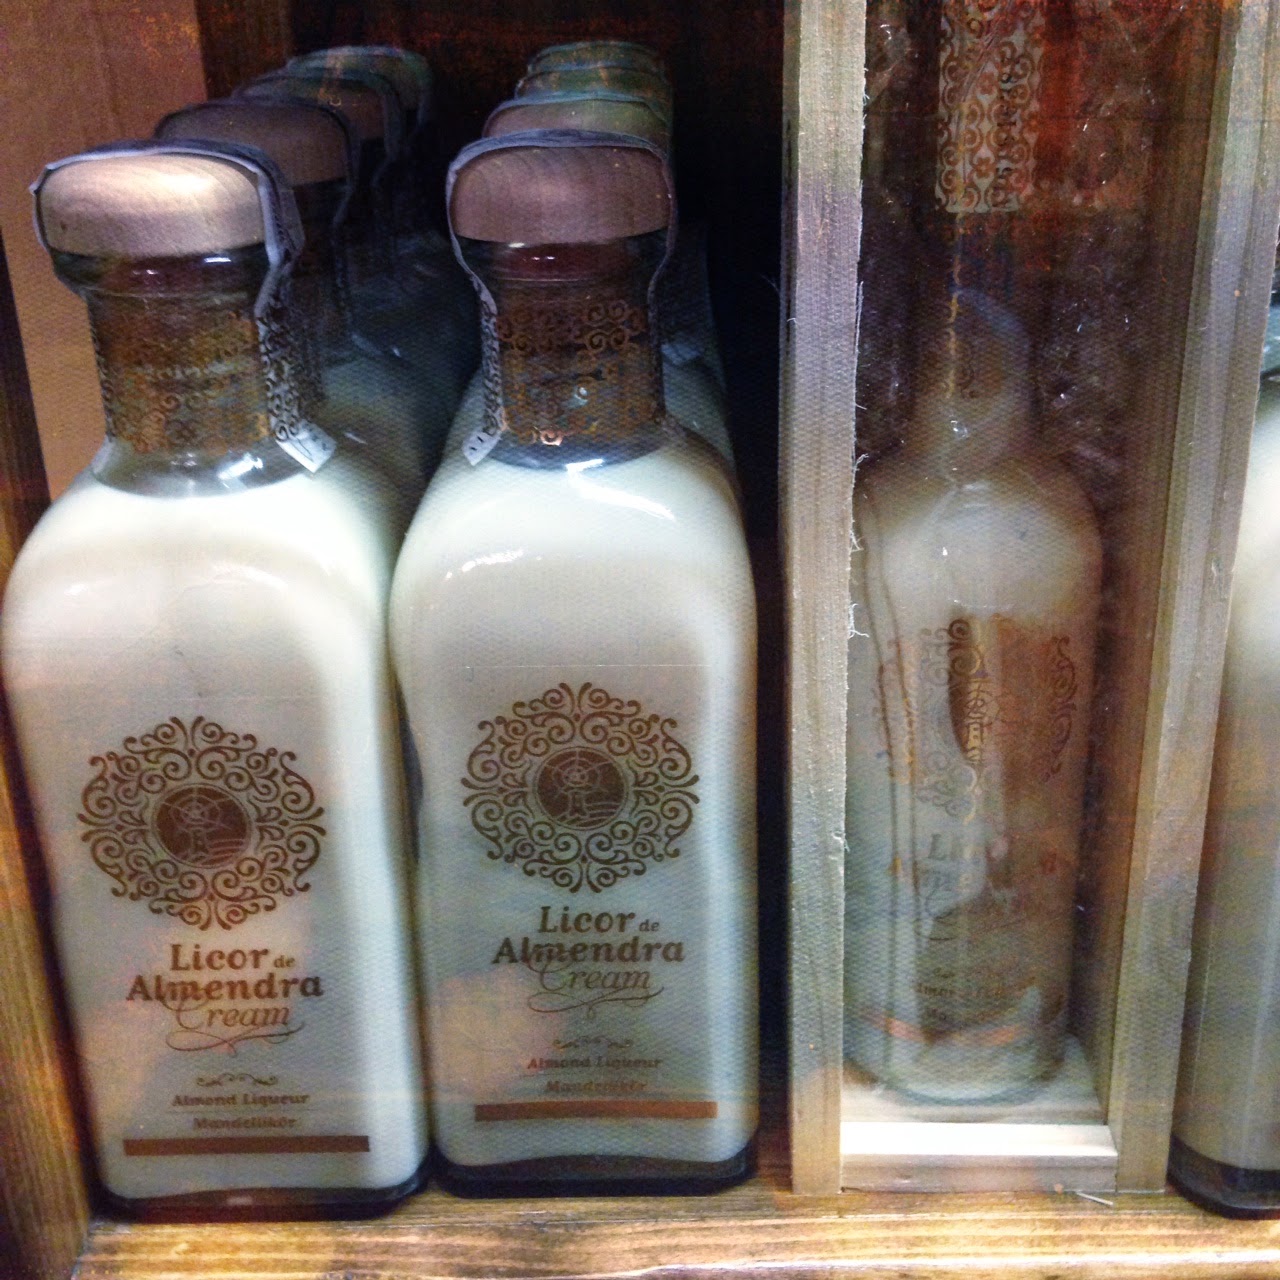 Licor de
Almendra
Cream
Almond Liqueur
Mandellikör
Licor de
Almendra
Cream
Almond Liqueur
Mandellikör